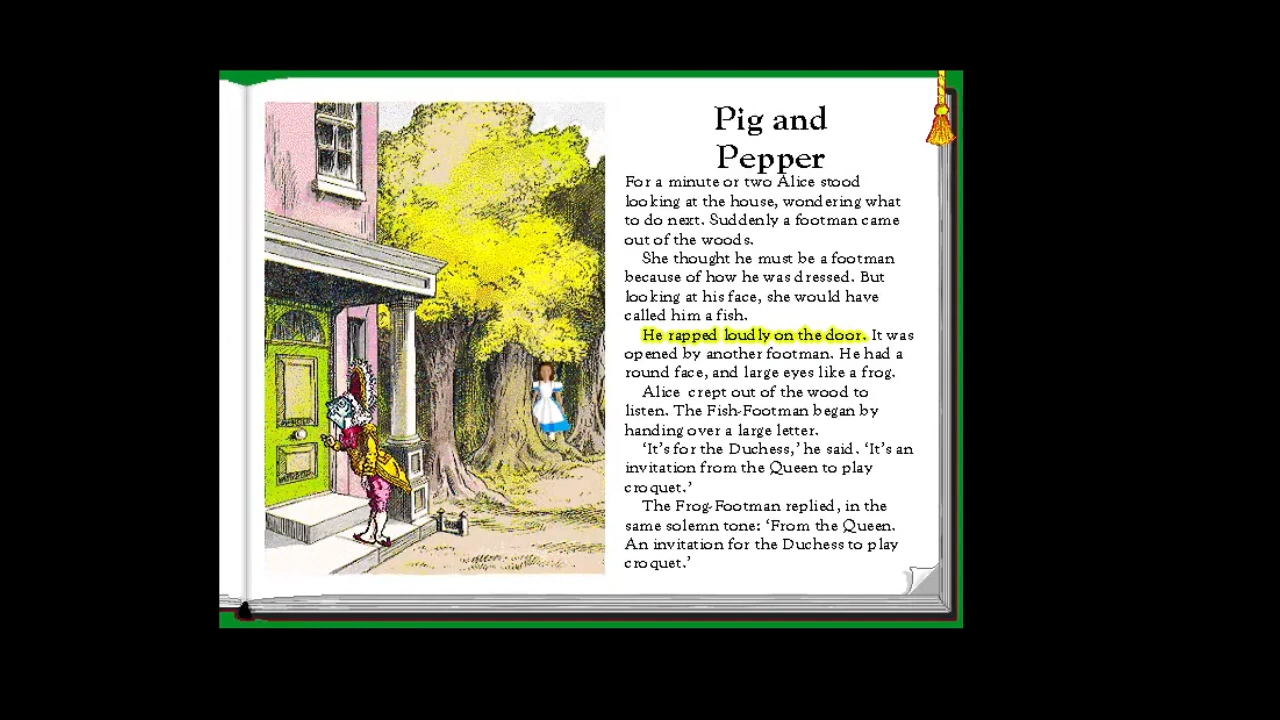 Pig and
Pepper
For a minute or two Alice stood
looking at the house, wondering what
to do next. Suddenly a footman came
out of the woods.
She thought he must be a footman
because of how he was dressed. But
looking at his face, she would have
called him a fish.
He rapped loudly on the door. It was
opened by another footman. He had a
round face, and large eyes like a frog.
Alice crept out of the wood to
listen. The Fish-Footman began by
handing over a large letter.
‘It’s for the Duchess,’ he said. ‘It’s an
invitation from the Queen to play
croquet.’
The Frog-Footman replied, in the
same solemn tone: ‘From the Queen.
An invitation for the Duchess to play
croquet.’